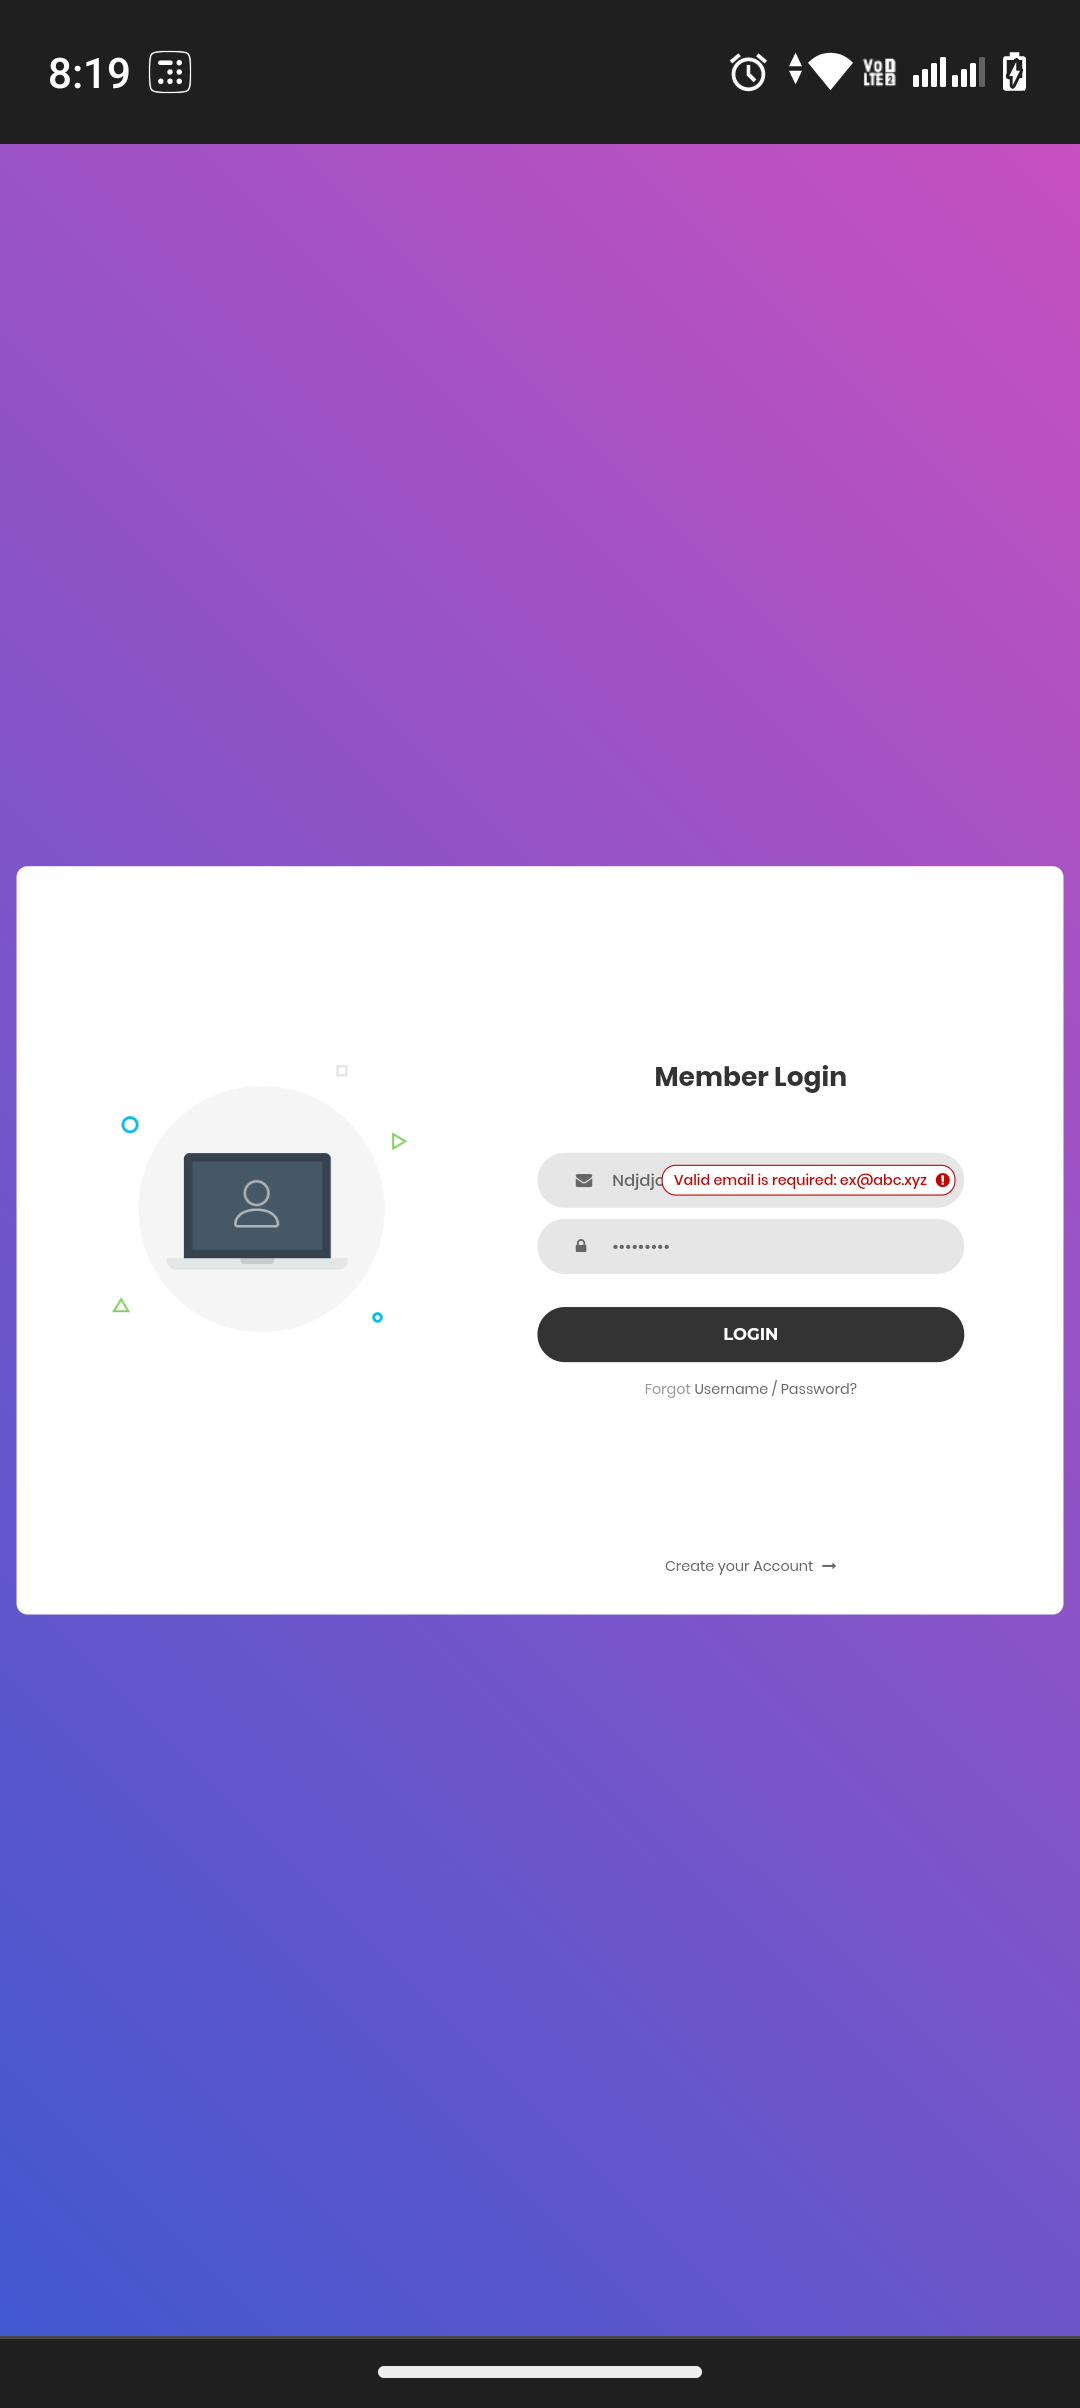 8:19
Vo 1
LTE 2
Member Login
Valid email is required: ex@abc.xyz
•••••••••
LOGIN
Forgot Username / Password?
Create your Account